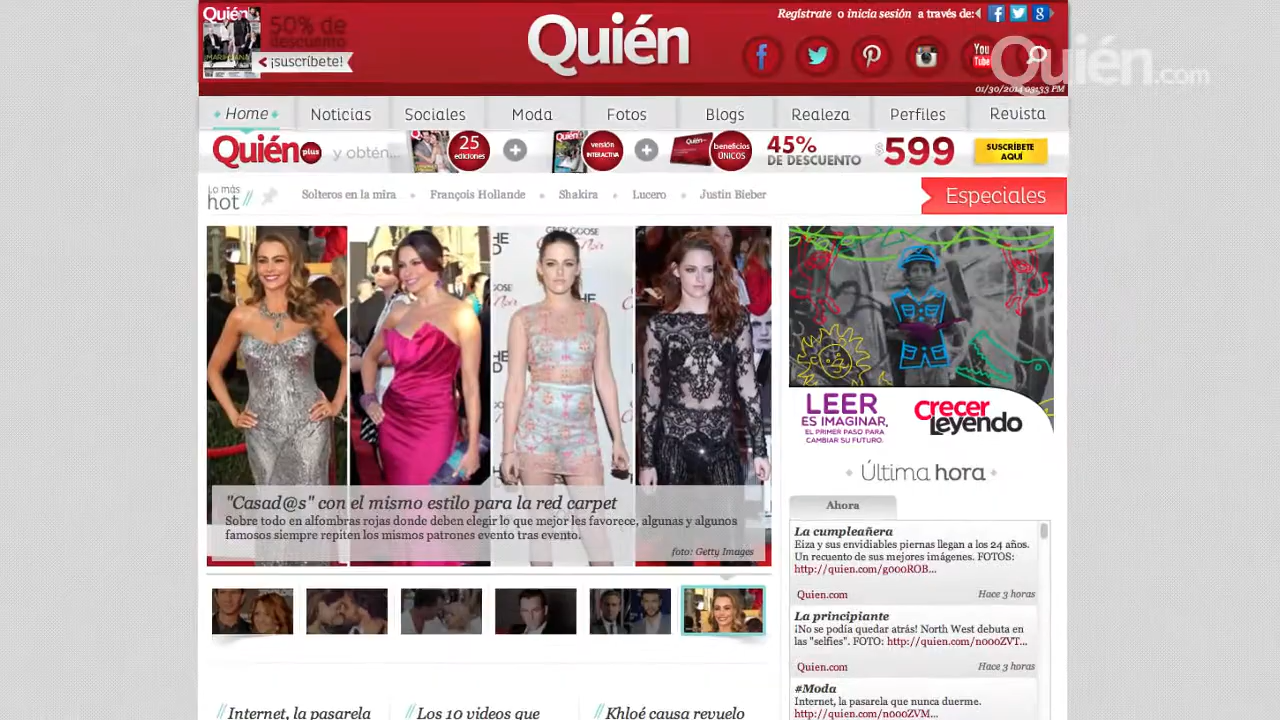 Quién
50% de
descuento
¡suscríbete!
Quién
Regístrate o inicia sesión a través de:
You
Tube
Quién.com
01/30/2014 03:33 PM
Home
Noticias
Sociales
Moda
Fotos
Blogs
Realeza
Perfiles
Revista
Quién plus y obtén...
25
ediciones
versión
INTERACTIVA
beneficios
ÚNICOS
45%
DE DESCUENTO
$599
SUSCRÍBETE
AQUÍ
Lo más
hot
Solteros en la mira
François Hollande
Shakira
Lucero
Justin Bieber
Especiales
"Casad@s" con el mismo estilo para la red carpet
Sobre todo en alfombras rojas donde deben elegir lo que mejor les favorece, algunas y algunos
famosos siempre repiten los mismos patrones evento tras evento.
foto: Getty Images
LEER
ES IMAGINAR,
EL PRIMER PASO PARA
CAMBIAR SU FUTURO.
Crecer
Leyendo
Última hora
Ahora
La cumpleañera
Eiza y sus envidiables piernas llegan a los 24 años.
Un recuento de sus mejores imágenes. FOTOS:
http://quien.com/g000ROB...
Quien.com
Hace 3 horas
La principiante
¡No se podía quedar atrás! North West debuta en
las "selfies". FOTO: http://quien.com/n000ZVT...
Quien.com
Hace 3 horas
#Moda
Internet, la pasarela que nunca duerme.
http://quien.com/n000ZVM...
Internet, la pasarela
Los 10 videos que
Khloé causa revuelo